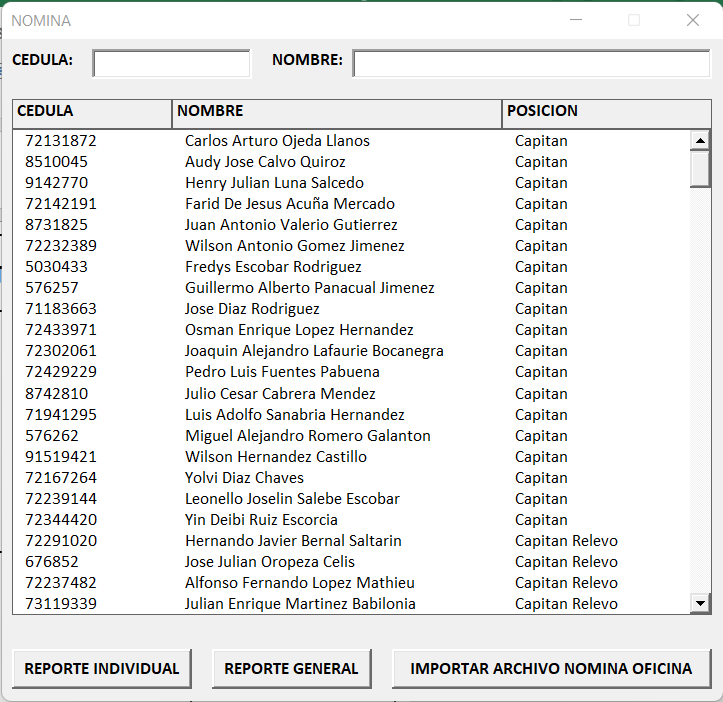 NOMINA
CEDULA: NOMBRE:
CEDULA NOMBRE POSICION
72131872 Carlos Arturo Ojeda Llanos Capitan
8510045 Audy Jose Calvo Quiroz Capitan
9142770 Henry Julian Luna Salcedo Capitan
72142191 Farid De Jesus Acuña Mercado Capitan
8731825 Juan Antonio Valerio Gutierrez Capitan
72232389 Wilson Antonio Gomez Jimenez Capitan
5030433 Fredys Escobar Rodriguez Capitan
576257 Guillermo Alberto Panacual Jimenez Capitan
71183663 Jose Diaz Rodriguez Capitan
72433971 Osman Enrique Lopez Hernandez Capitan
72302061 Joaquin Alejandro Lafaurie Bocanegra Capitan
72429229 Pedro Luis Fuentes Pabuena Capitan
8742810 Julio Cesar Cabrera Mendez Capitan
71941295 Luis Adolfo Sanabria Hernandez Capitan
576262 Miguel Alejandro Romero Galanton Capitan
91519421 Wilson Hernandez Castillo Capitan
72167264 Yolvi Diaz Chaves Capitan
72239144 Leonello Joselin Salebe Escobar Capitan
72344420 Yin Deibi Ruiz Escorcia Capitan
72291020 Hernando Javier Bernal Saltarin Capitan Relevo
676852 Jose Julian Oropeza Celis Capitan Relevo
72237482 Alfonso Fernando Lopez Mathieu Capitan Relevo
73119339 Julian Enrique Martinez Babilonia Capitan Relevo
REPORTE INDIVIDUAL REPORTE GENERAL IMPORTAR ARCHIVO NOMINA OFICINA